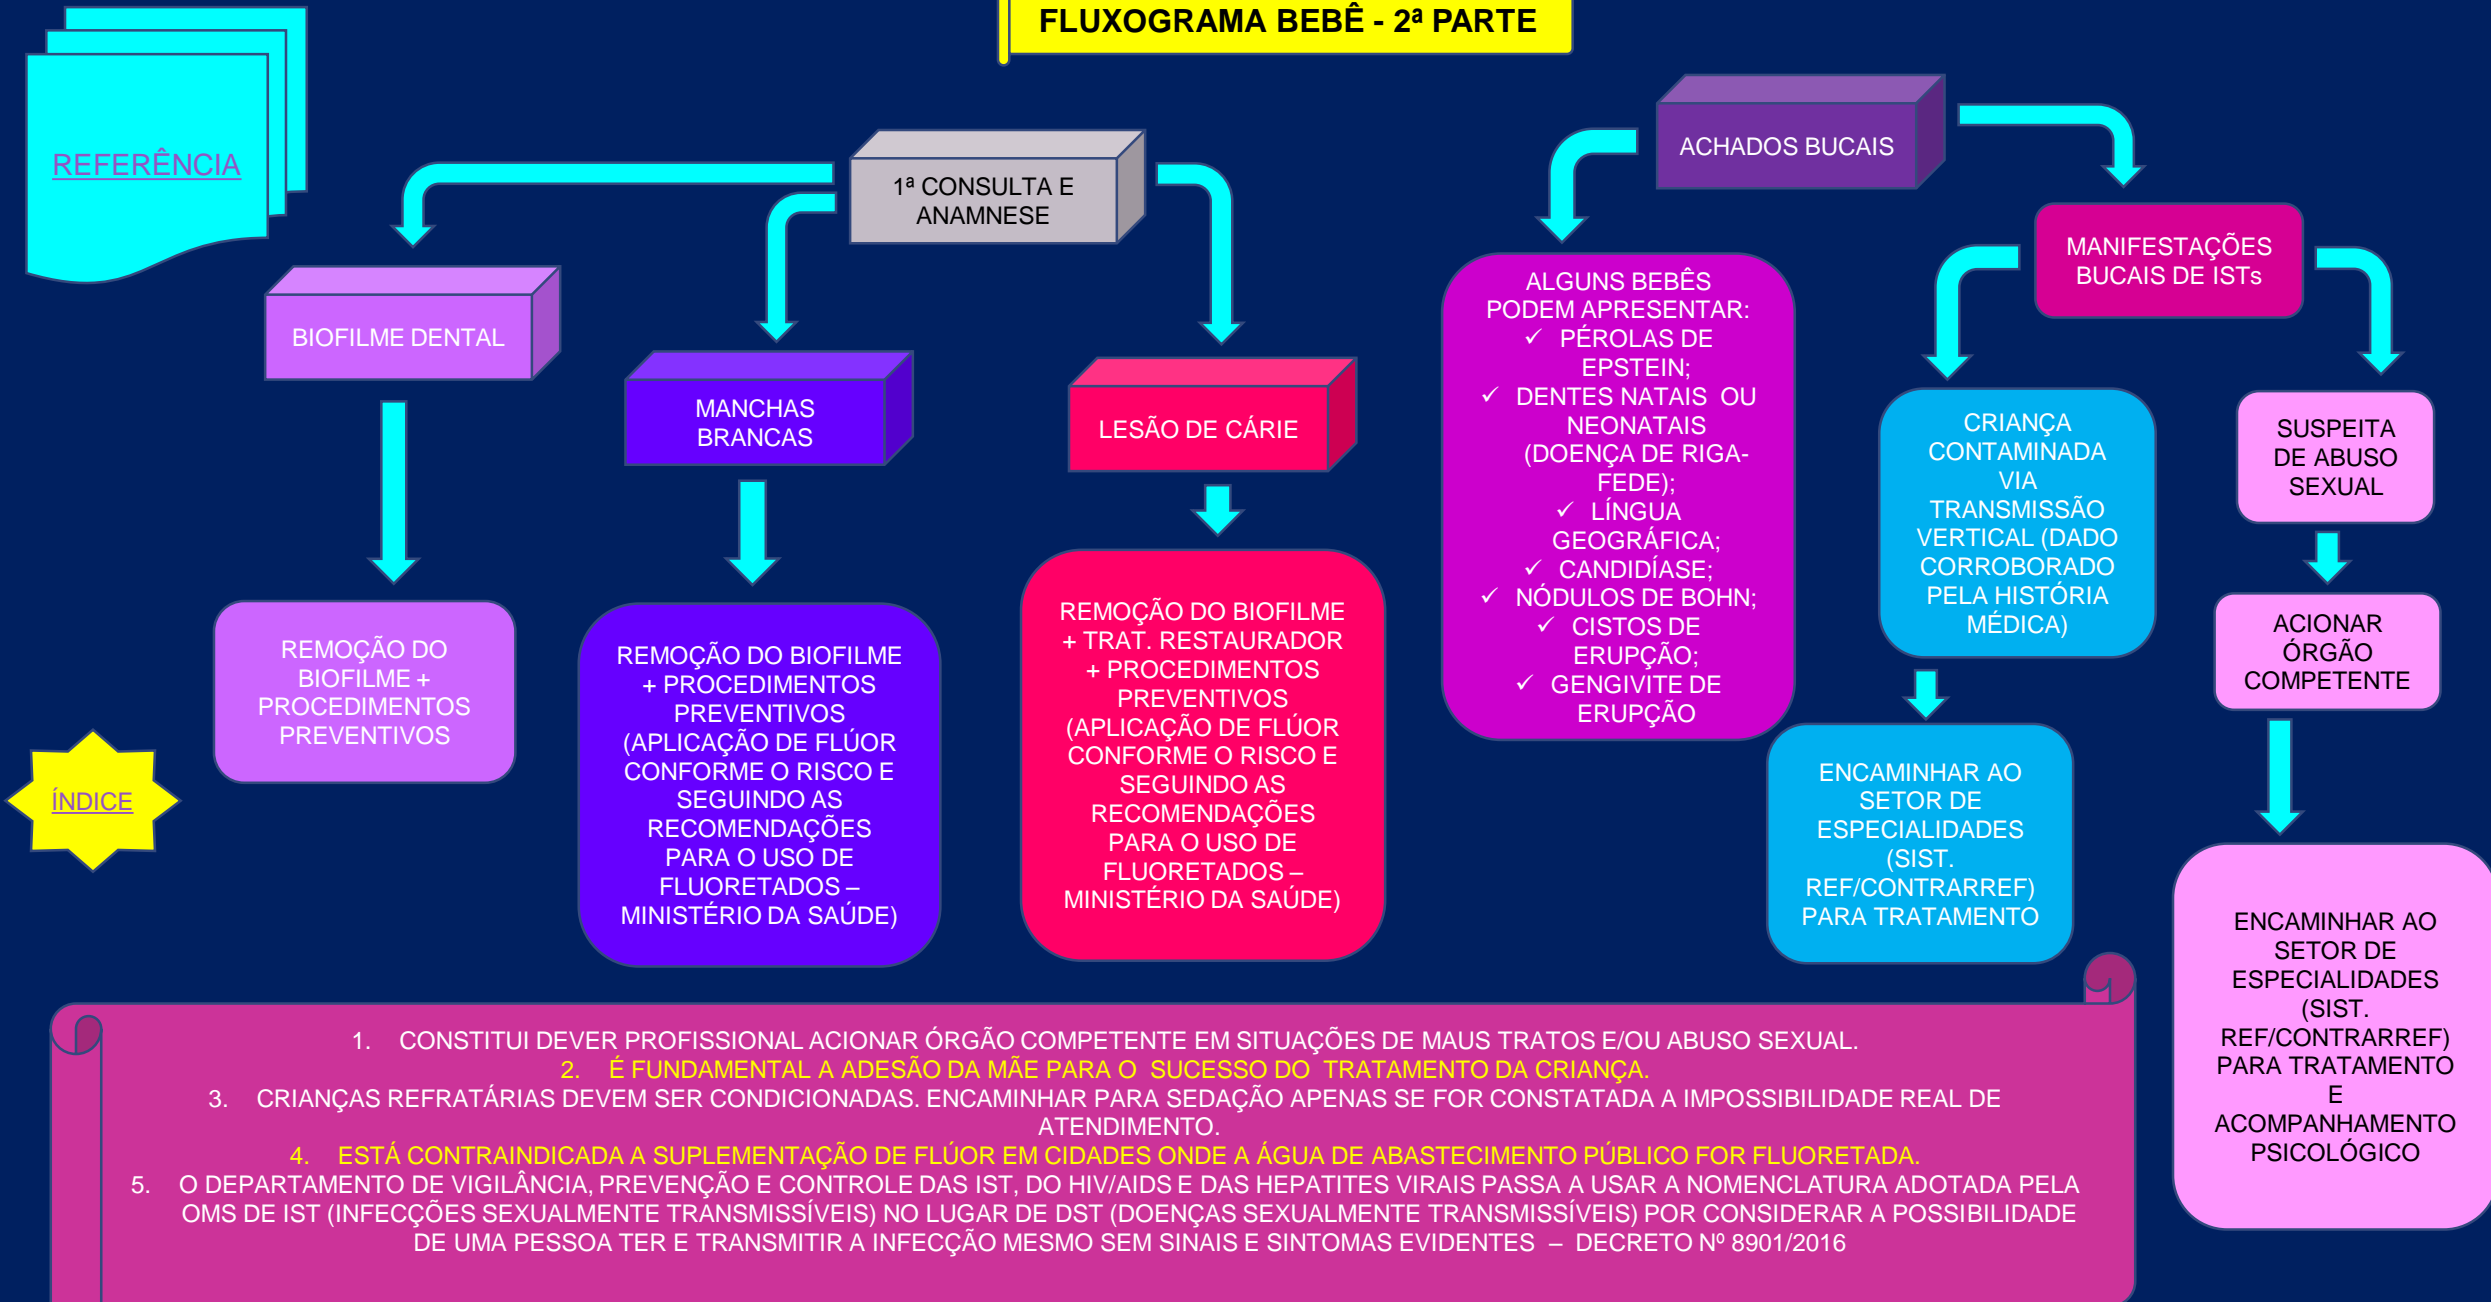 FLUXOGRAMA BEBÊ - 2ª PARTE
REFERÊNCIA
1ª CONSULTA E
ANAMNESE
BIOFILME DENTAL
REMOÇÃO DO
BIOFILME +
PROCEDIMENTOS
PREVENTIVOS
MANCHAS
BRANCAS
REMOÇÃO DO BIOFILME
+ PROCEDIMENTOS
PREVENTIVOS
(APLICAÇÃO DE FLÚOR
CONFORME O RISCO E
SEGUINDO AS
RECOMENDAÇÕES
PARA O USO DE
FLUORETADOS –
MINISTÉRIO DA SAÚDE)
LESÃO DE CÁRIE
REMOÇÃO DO BIOFILME
+ TRAT. RESTAURADOR
+ PROCEDIMENTOS
PREVENTIVOS
(APLICAÇÃO DE FLÚOR
CONFORME O RISCO E
SEGUINDO AS
RECOMENDAÇÕES
PARA O USO DE
FLUORETADOS –
MINISTÉRIO DA SAÚDE)
ACHADOS BUCAIS
ALGUNS BEBÊS
PODEM APRESENTAR:
✓ PÉROLAS DE
EPSTEIN;
✓ DENTES NATAIS OU
NEONATAIS
(DOENÇA DE RIGA-
FEDE);
✓ LÍNGUA
GEOGRÁFICA;
✓ CANDIDÍASE;
✓ NÓDULOS DE BOHN;
✓ CISTOS DE
ERUPÇÃO;
✓ GENGIVITE DE
ERUPÇÃO
MANIFESTAÇÕES
BUCAIS DE ISTs
CRIANÇA
CONTAMINADA
VIA
TRANSMISSÃO
VERTICAL (DADO
CORROBORADO
PELA HISTÓRIA
MÉDICA)
ENCAMINHAR AO
SETOR DE
ESPECIALIDADES
(SIST.
REF/CONTRARREF)
PARA TRATAMENTO
SUSPEITA
DE ABUSO
SEXUAL
ACIONAR
ÓRGÃO
COMPETENTE
ENCAMINHAR AO
SETOR DE
ESPECIALIDADES
(SIST.
REF/CONTRARREF)
PARA TRATAMENTO
E
ACOMPANHAMENTO
PSICOLÓGICO
ÍNDICE
1. CONSTITUI DEVER PROFISSIONAL ACIONAR ÓRGÃO COMPETENTE EM SITUAÇÕES DE MAUS TRATOS E/OU ABUSO SEXUAL.
2. É FUNDAMENTAL A ADESÃO DA MÃE PARA O SUCESSO DO TRATAMENTO DA CRIANÇA.
3. CRIANÇAS REFRATÁRIAS DEVEM SER CONDICIONADAS. ENCAMINHAR PARA SEDAÇÃO APENAS SE FOR CONSTATADA A IMPOSSIBILIDADE REAL DE
ATENDIMENTO.
4. ESTÁ CONTRAINDICADA A SUPLEMENTAÇÃO DE FLÚOR EM CIDADES ONDE A ÁGUA DE ABASTECIMENTO PÚBLICO FOR FLUORETADA.
5. O DEPARTAMENTO DE VIGILÂNCIA, PREVENÇÃO E CONTROLE DAS IST, DO HIV/AIDS E DAS HEPATITES VIRAIS PASSA A USAR A NOMENCLATURA ADOTADA PELA
OMS DE IST (INFECÇÕES SEXUALMENTE TRANSMISSÍVEIS) NO LUGAR DE DST (DOENÇAS SEXUALMENTE TRANSMISSÍVEIS) POR CONSIDERAR A POSSIBILIDADE
DE UMA PESSOA TER E TRANSMITIR A INFECÇÃO MESMO SEM SINAIS E SINTOMAS EVIDENTES – DECRETO Nº 8901/2016